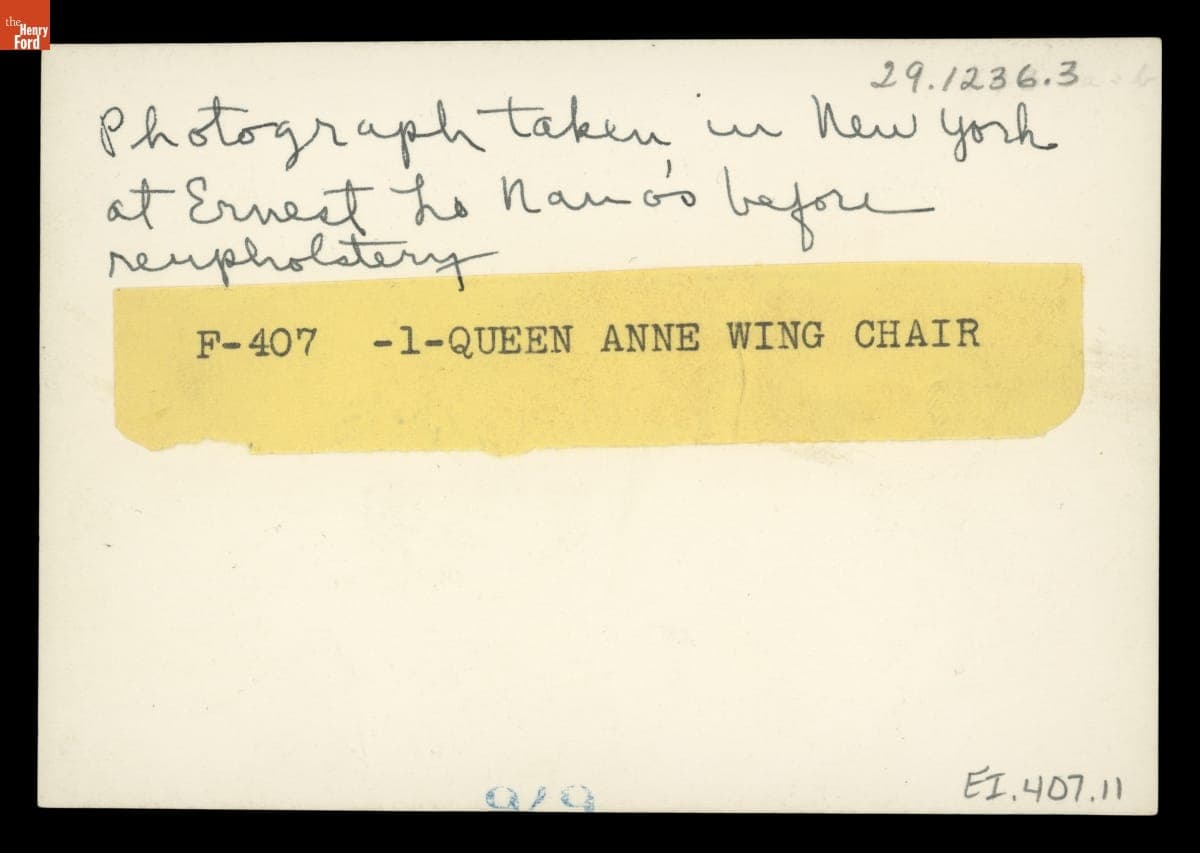 the
Henry
Ford
29.1236.3
Photograph taken in New York
at Ernest Lo Nano's before
reupholstery
F-407 -1-QUEEN ANNE WING CHAIR
EI.407.11